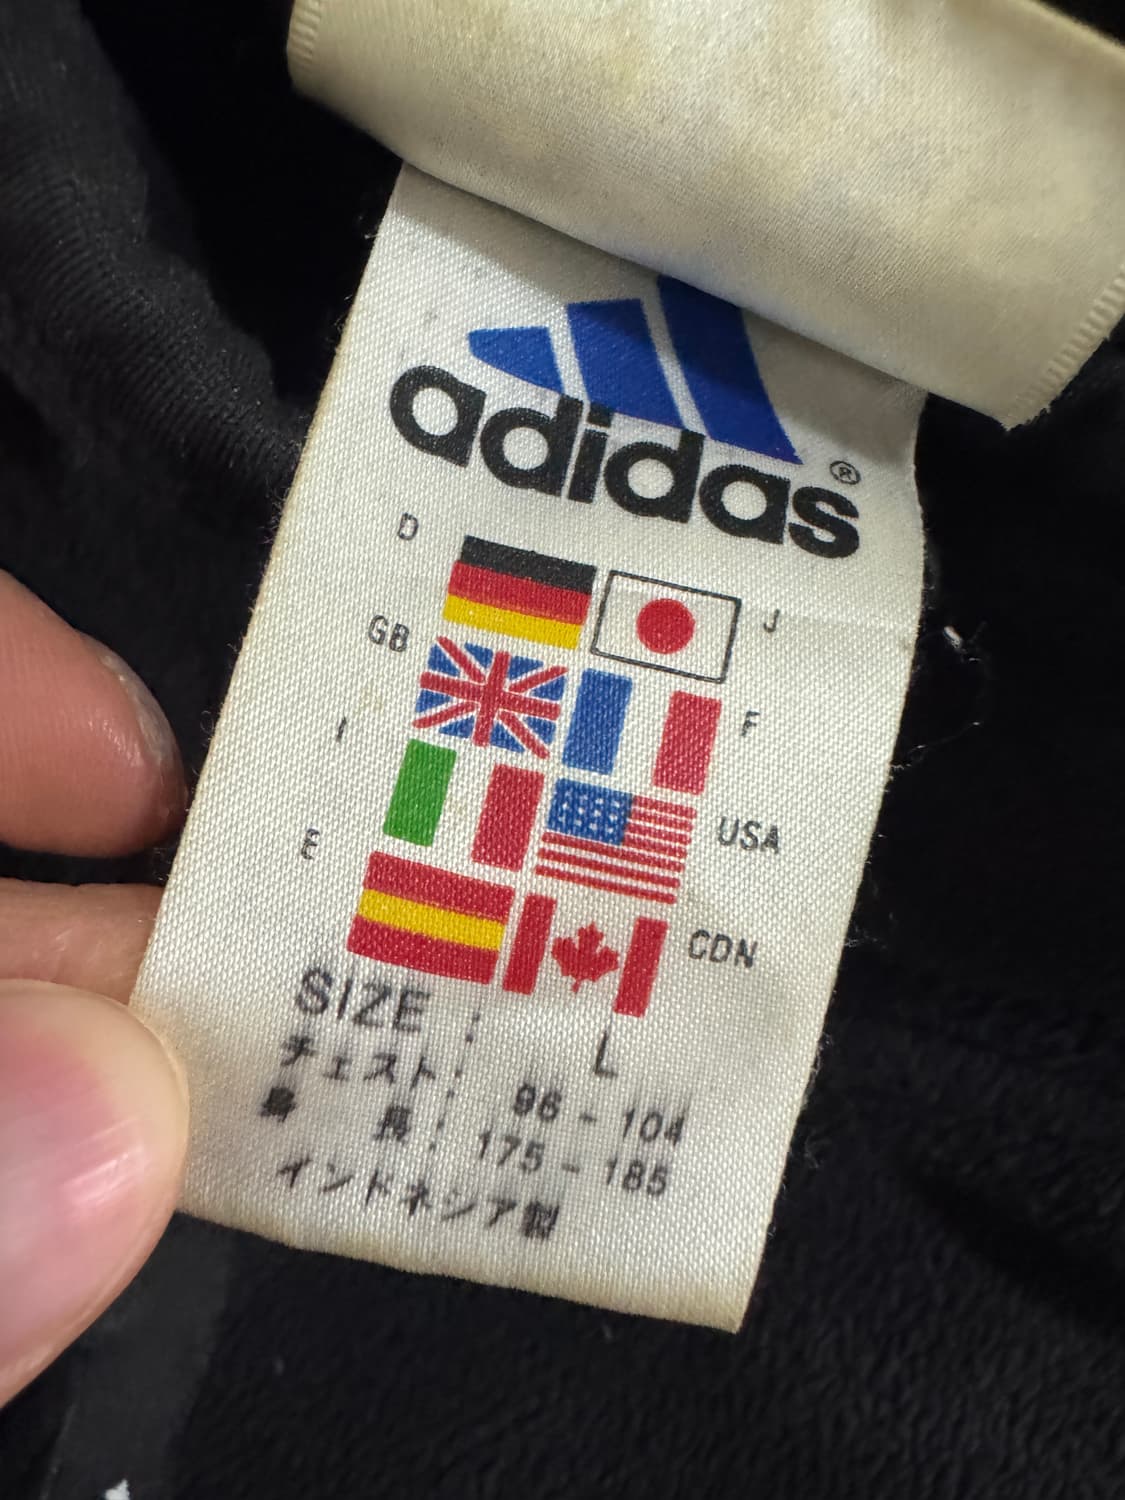 adidas®
D J
GB F
I USA
E CDN
SIZE : L
チェスト: 96 - 104
身 長: 175 - 185
インドネシア製